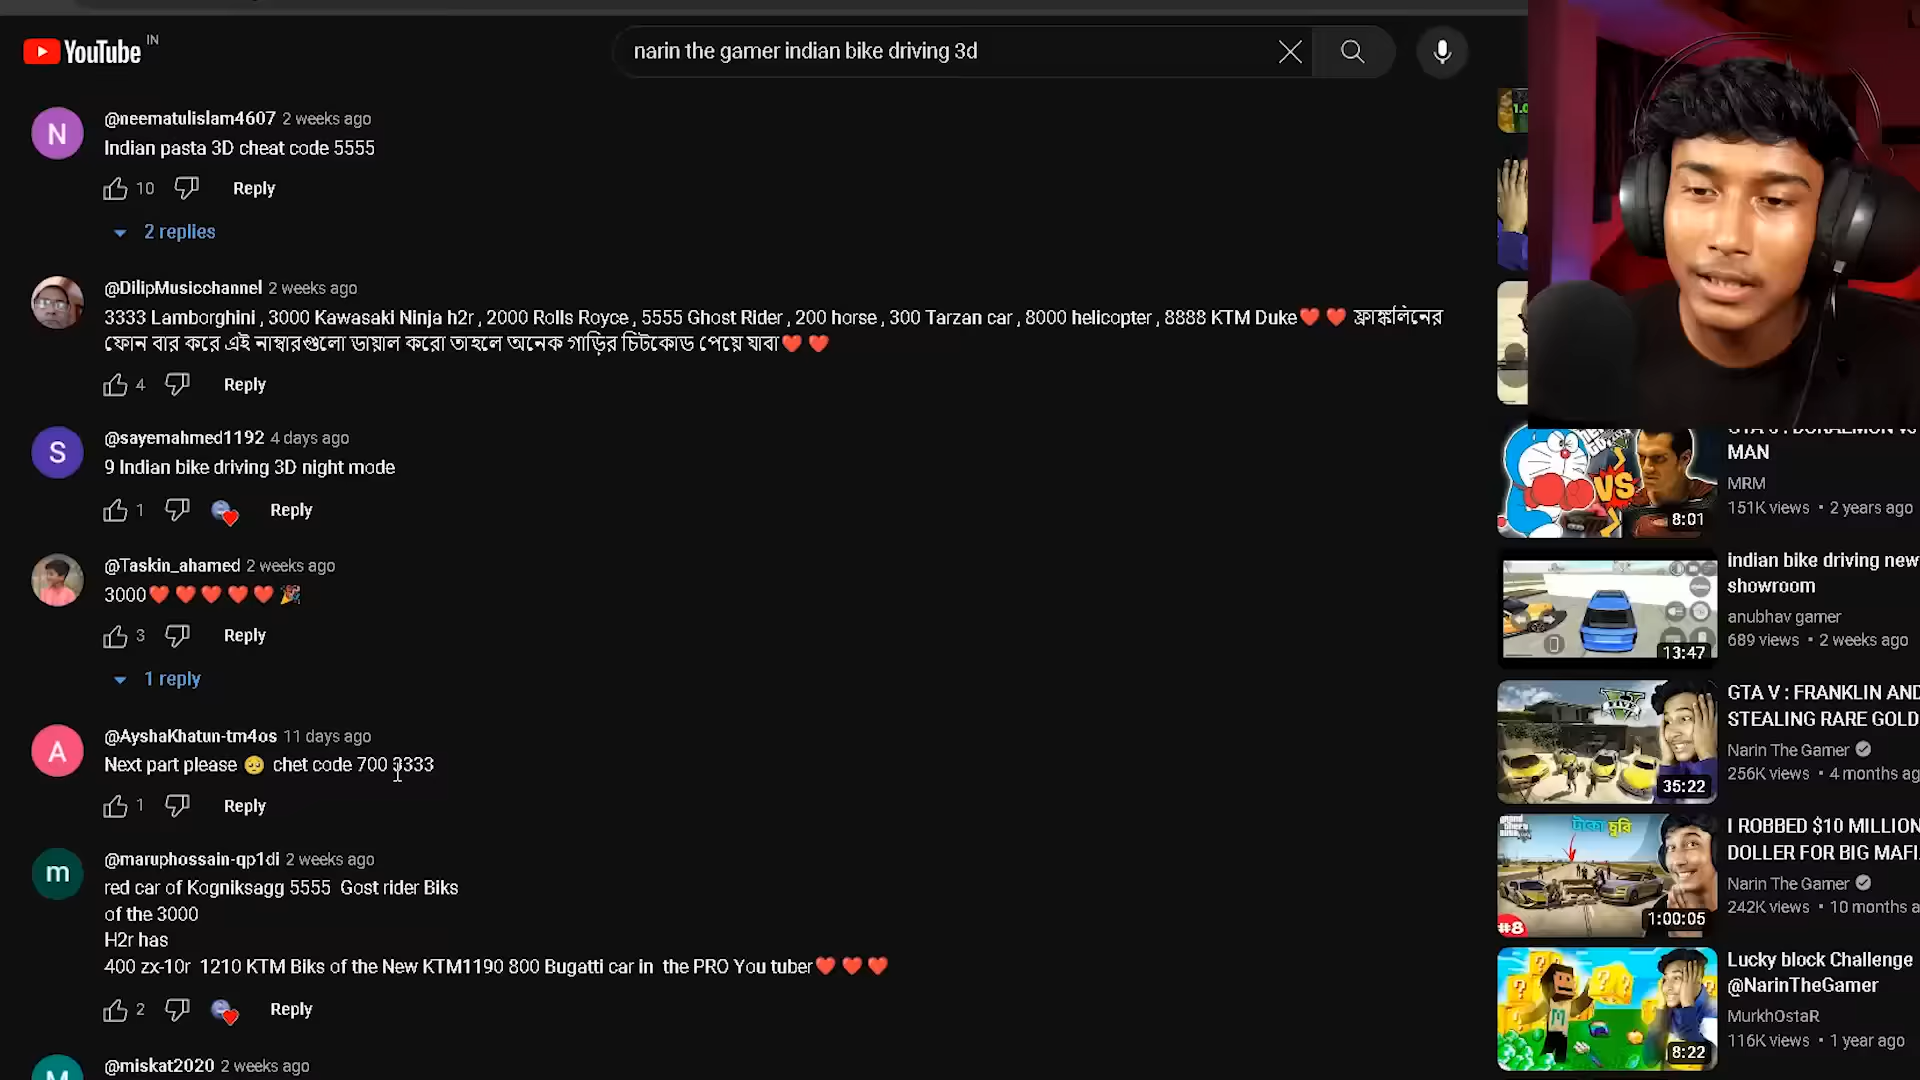 YouTube IN
narin the gamer indian bike driving 3d
@neematulislam4607 2 weeks ago
Indian pasta 3D cheat code 5555
10 Reply
2 replies
@DilipMusicchannel 2 weeks ago
3333 Lamborghini , 3000 Kawasaki Ninja h2r , 2000 Rolls Royce , 5555 Ghost Rider , 200 horse , 300 Tarzan car , 8000 helicopter , 8888 KTM Duke❤️ ❤️ ফ্রাঙ্কলিনের
ফোন বার করে এই নাম্বারগুলো ডায়াল করো তাহলে অনেক গাড়ির চিটকোড পেয়ে যাবা❤️ ❤️
4 Reply
@sayemahmed1192 4 days ago
9 Indian bike driving 3D night mode
1 Reply
@Taskin_ahamed 2 weeks ago
3000❤️ ❤️ ❤️ ❤️ ❤️ 🎉
3 Reply
1 reply
@AyshaKhatun-tm4os 11 days ago
Next part please 🥺 chet code 700 3333
1 Reply
@maruphossain-qp1di 2 weeks ago
red car of Kogniksagg 5555 Gost rider Biks
of the 3000
H2r has
400 zx-10r 1210 KTM Biks of the New KTM1190 800 Bugatti car in the PRO You tuber❤️ ❤️ ❤️
2 Reply
@miskat2020 2 weeks ago
1.0
GTA 5 : DORAEMON VS
MAN
MRM
151K views • 2 years ago
VS
8:01
indian bike driving new
showroom
anubhav gamer
689 views • 2 weeks ago
13:47
GTA V : FRANKLIN AND
STEALING RARE GOLD
Narin The Gamer
256K views • 4 months ag
V
35:22
I ROBBED $10 MILLION
DOLLER FOR BIG MAFI
Narin The Gamer
242K views • 10 months a
টাকা চুরি
#8
1:00:05
Lucky block Challenge
@NarinTheGamer
MurkhOstaR
116K views • 1 year ago
8:22